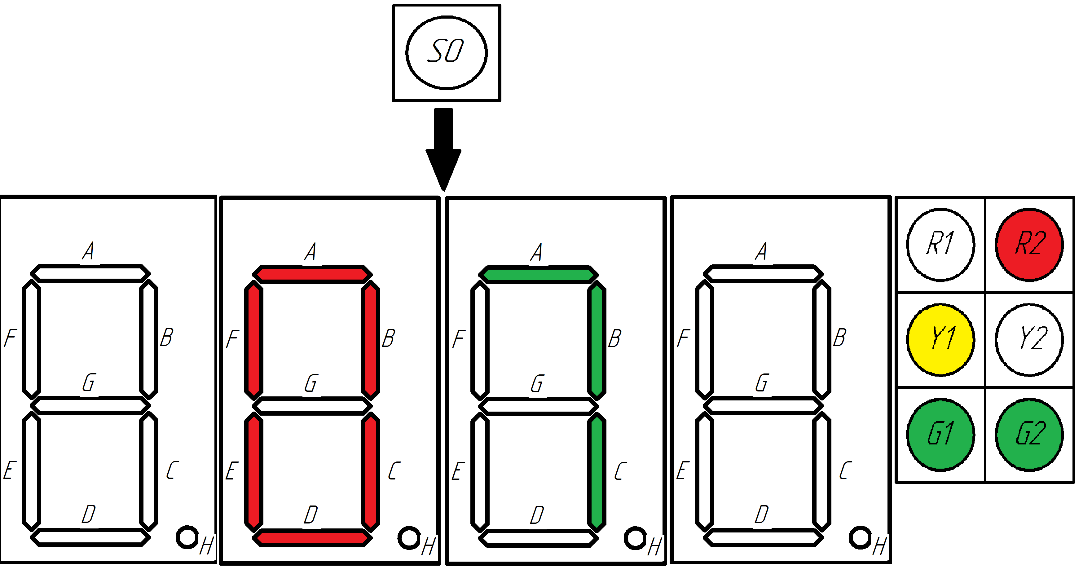 S0
A A A A R1 R2
F B F B F B F B Y1 Y2
G G G G
G1 G2
E C E C E C E C
D D D D
H H H H